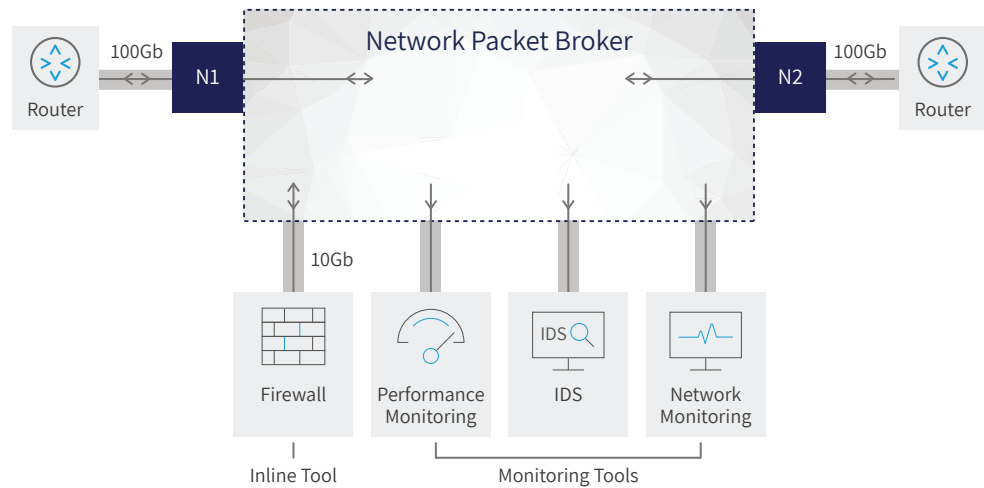 Network Packet Broker
100Gb
100Gb
N1
N2
Router
Router
10Gb
IDS
Firewall
Performance
Monitoring
IDS
Network
Monitoring
Inline Tool
Monitoring Tools